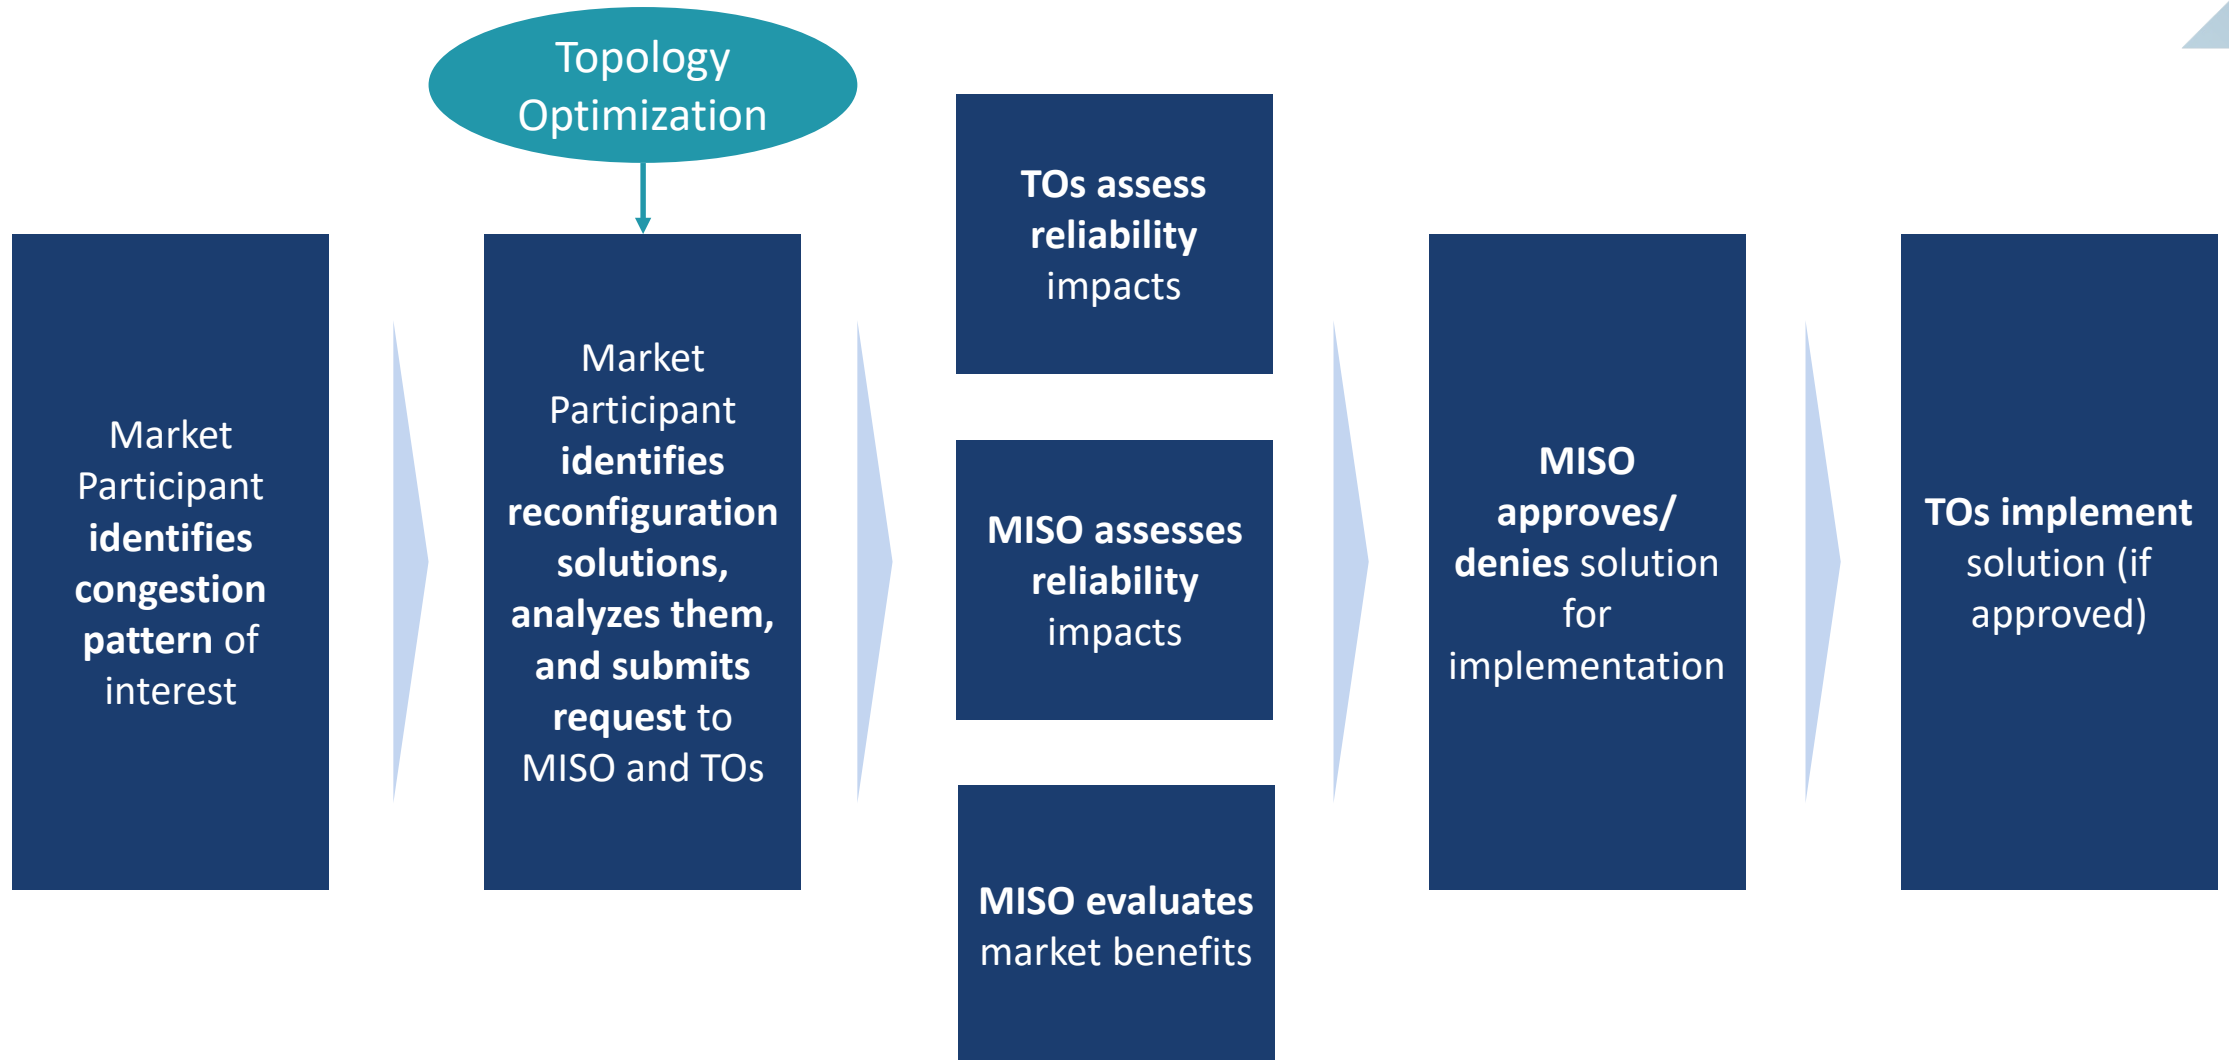 Topology
Optimization
Market
Participant
identifies
congestion
pattern of
interest
Market
Participant
identifies
reconfiguration
solutions,
analyzes them,
and submits
request to
MISO and TOs
TOs assess
reliability
impacts
MISO assesses
reliability
impacts
MISO evaluates
market benefits
MISO
approves/
denies solution
for
implementation
TOs implement
solution (if
approved)